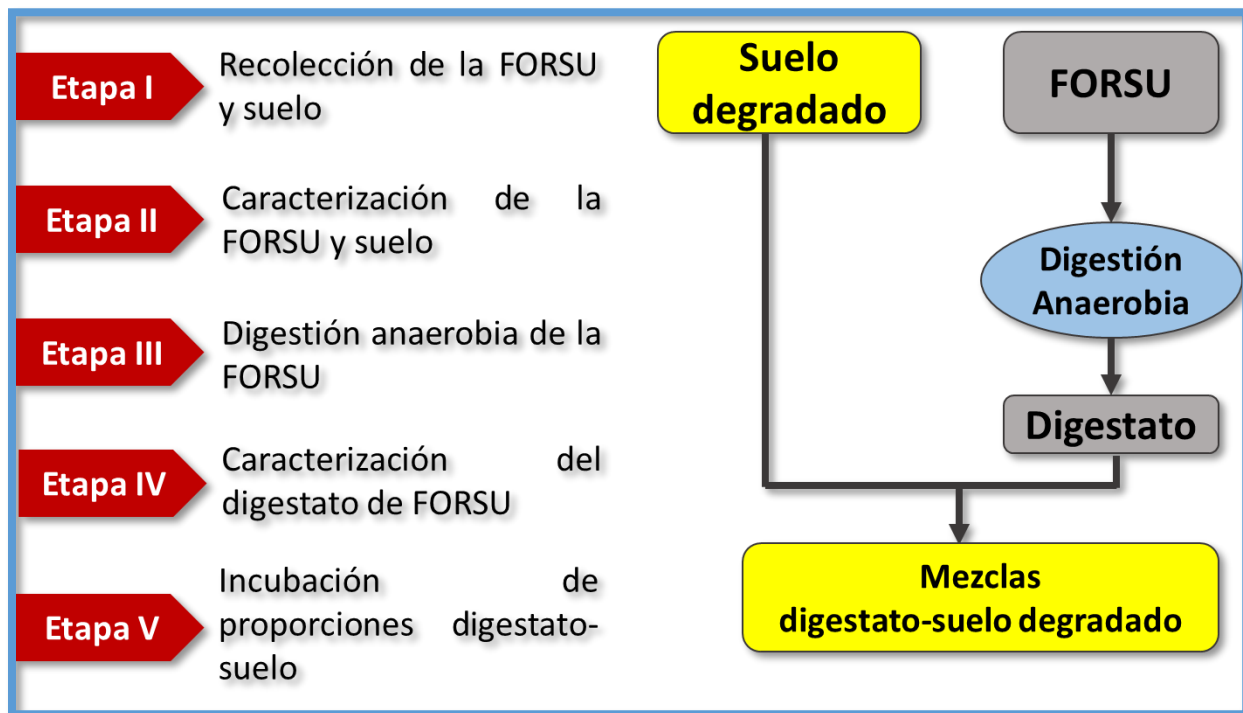 Etapa I
Recolección de la FORSU
y suelo
Etapa II
Caracterización de la
FORSU y suelo
Etapa III
Digestión anaerobia de la
FORSU
Etapa IV
Caracterización del
digestato de FORSU
Etapa V
Incubación de
proporciones digestato-
suelo
Suelo
degradado
FORSU
Digestión
Anaerobia
Digestato
Mezclas
digestato-suelo degradado